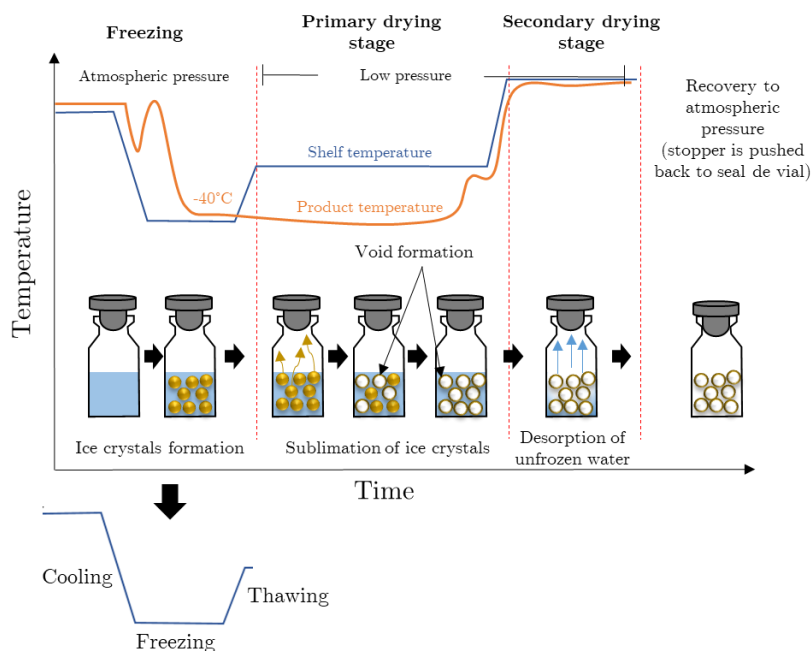 Freezing
Primary drying
stage
Secondary drying
stage
Atmospheric pressure
Low pressure
Recovery to
atmospheric
pressure
(stopper is pushed
back to seal de vial)
Shelf temperature
-40°C
Product temperature
Temperature
Void formation
Ice crystals formation
Sublimation of ice crystals
Desorption of
unfrozen water
Time
Cooling
Thawing
Freezing